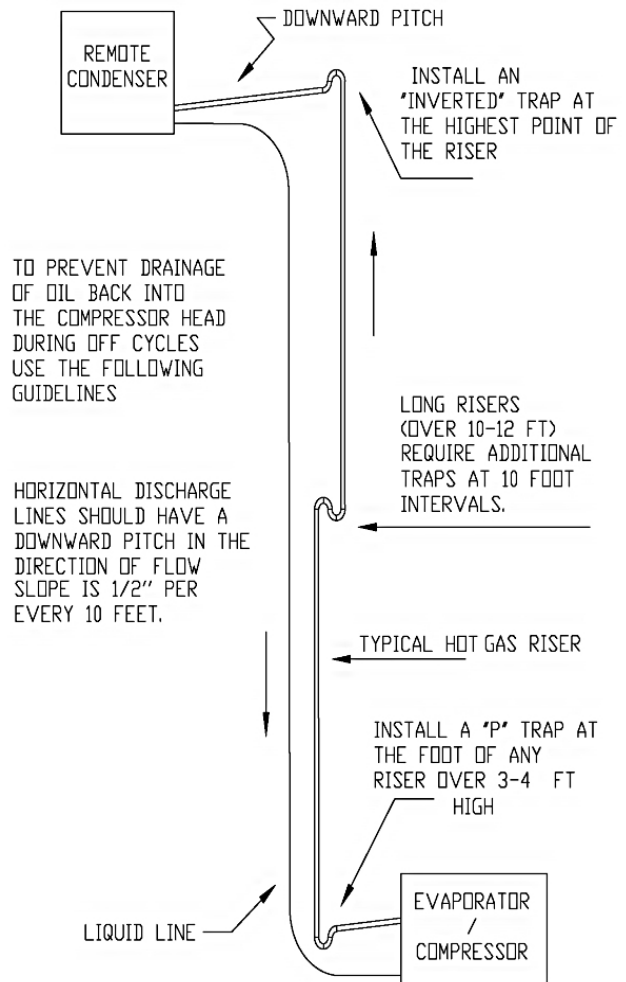 DOWNWARD PITCH
REMOTE
CONDENSER
INSTALL AN
"INVERTED" TRAP AT
THE HIGHEST POINT OF
THE RISER
TO PREVENT DRAINAGE
OF OIL BACK INTO
THE COMPRESSOR HEAD
DURING OFF CYCLES
USE THE FOLLOWING
GUIDELINES
LONG RISERS
(OVER 10-12 FT)
REQUIRE ADDITIONAL
TRAPS AT 10 FOOT
INTERVALS.
HORIZONTAL DISCHARGE
LINES SHOULD HAVE A
DOWNWARD PITCH IN THE
DIRECTION OF FLOW
SLOPE IS 1/2" PER
EVERY 10 FEET.
TYPICAL HOT GAS RISER
INSTALL A "P" TRAP AT
THE FOOT OF ANY
RISER OVER 3-4 FT
HIGH
LIQUID LINE
EVAPORATOR
/
COMPRESSOR